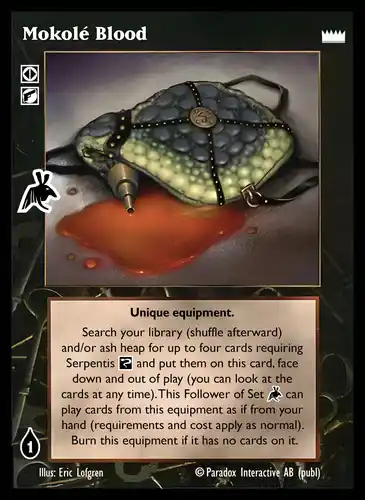 Mokolé Blood
Unique equipment.
Search your library (shuffle afterward)
and/or ash heap for up to four cards requiring
Serpentis and put them on this card, face
down and out of play (you can look at the
cards at any time). This Follower of Set can
play cards from this equipment as if from your
hand (requirements and cost apply as normal).
Burn this equipment if it has no cards on it.
1
Illus: Eric Lofgren © Paradox Interactive AB (publ)